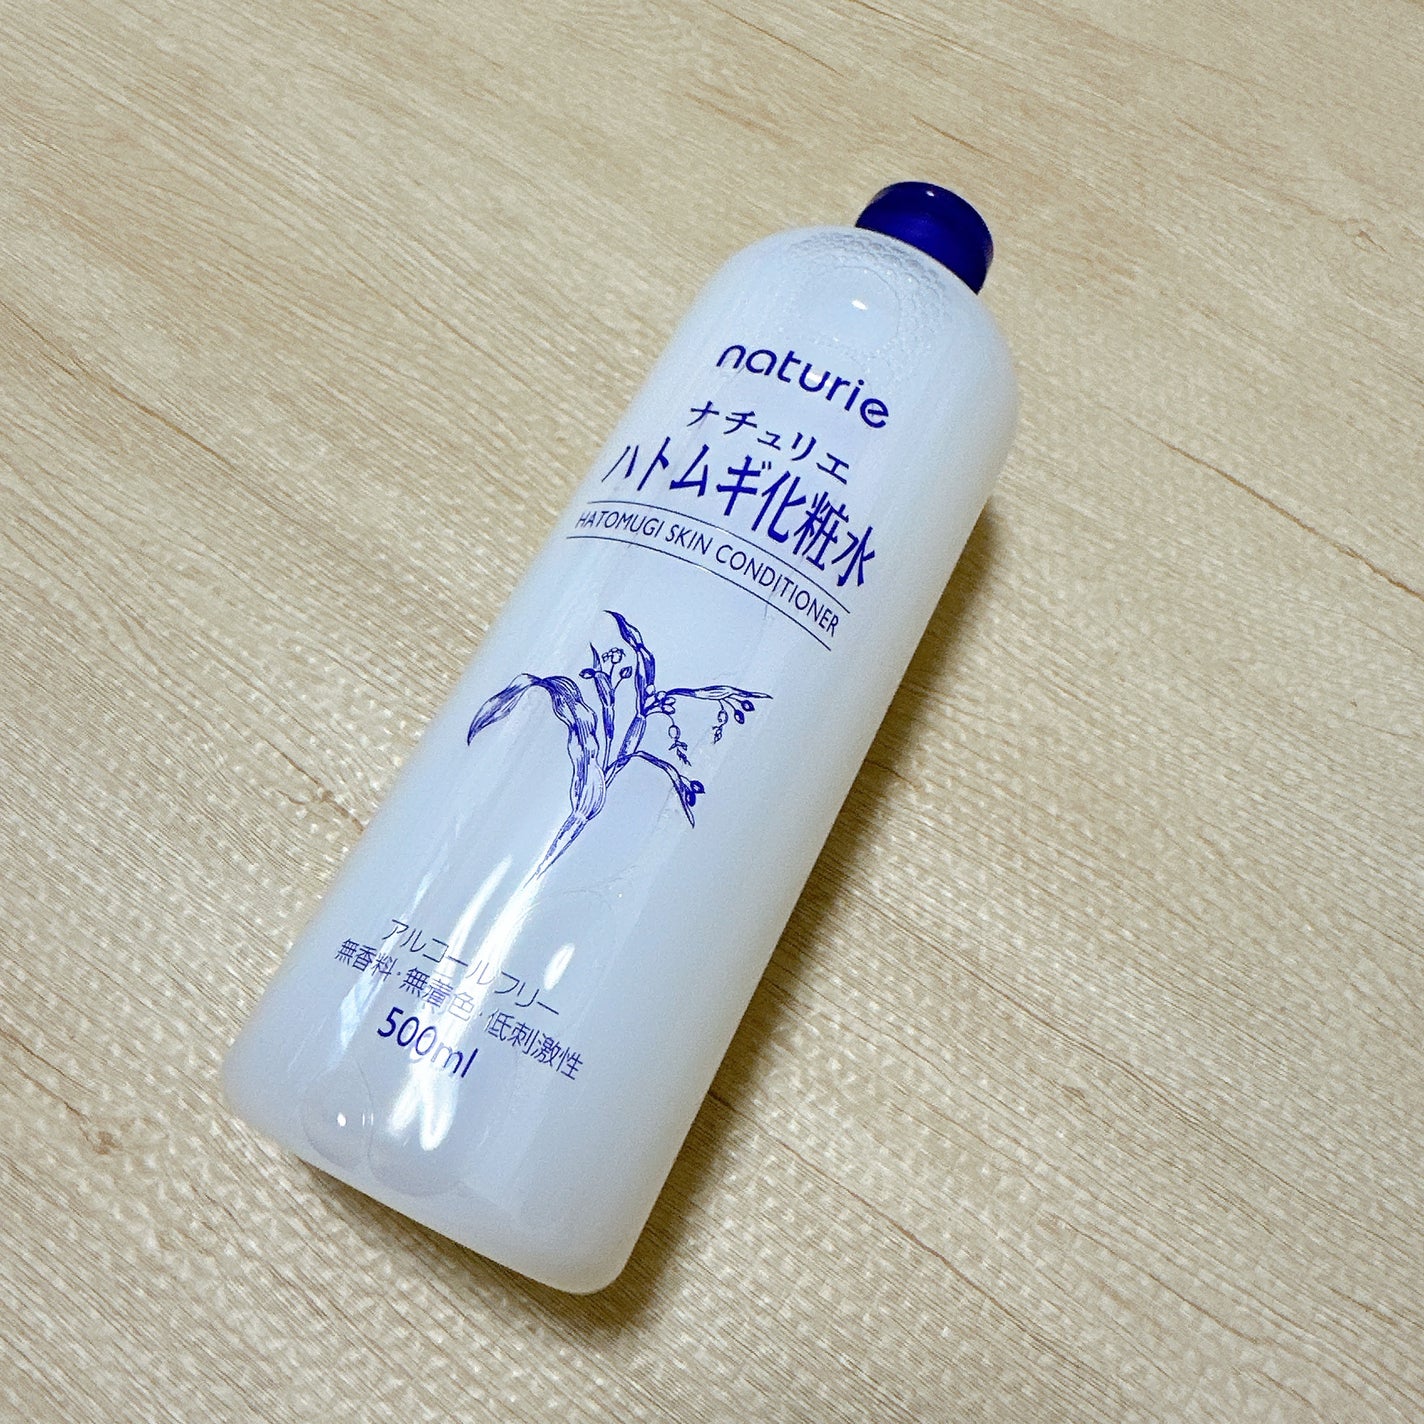 naturie
ナチュリエ
ハトムギ化粧水
HATOMUGI SKIN CONDITIONER
アルコールフリー
無香料・無着色・低刺激性
500ml